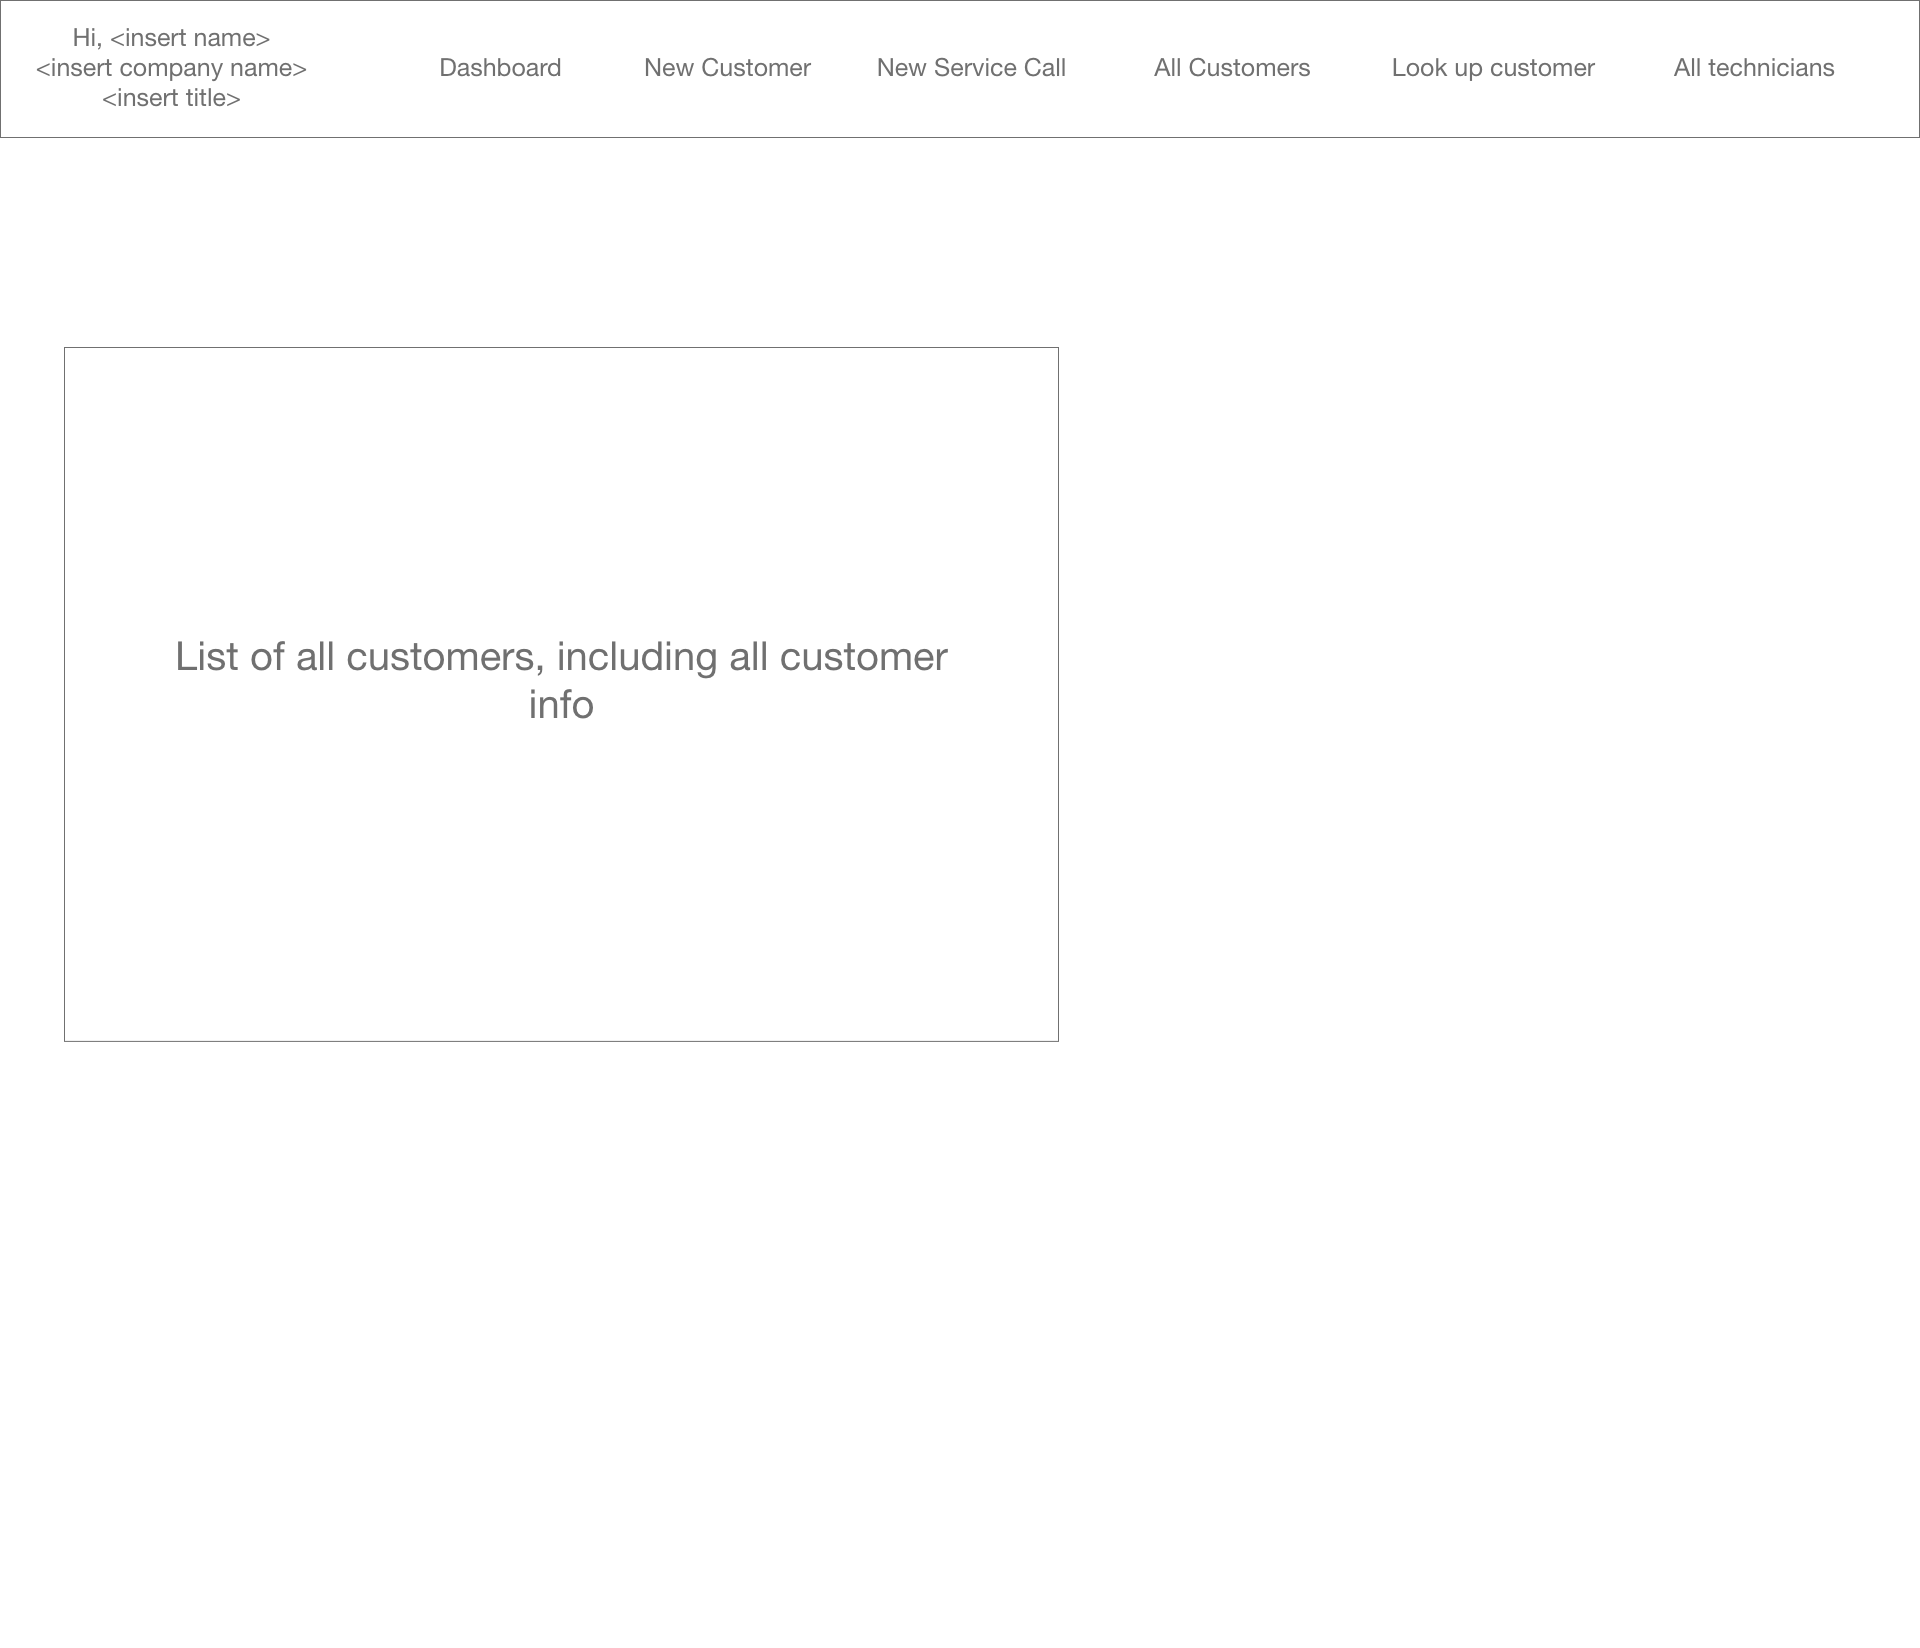 Hi, <insert name>
<insert company name>
<insert title>
Dashboard
New Customer
New Service Call
All Customers
Look up customer
All technicians
List of all customers, including all customer
info